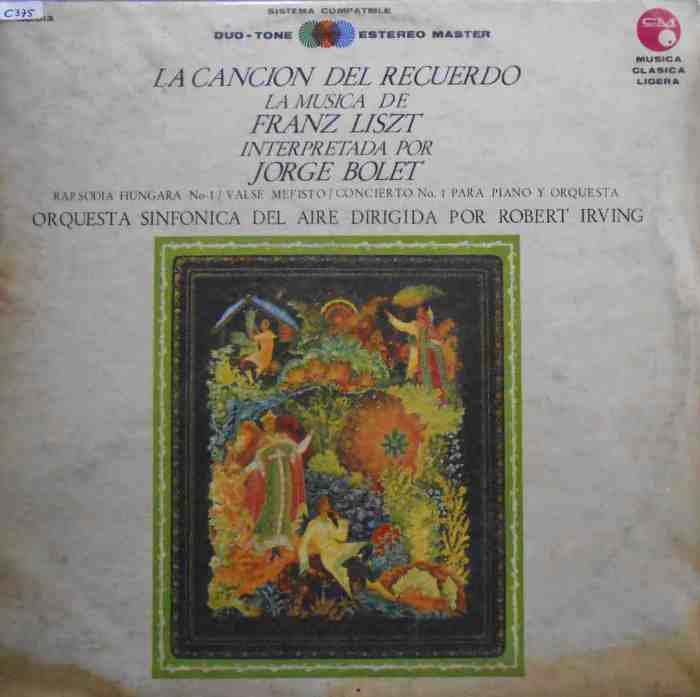 C375
SISTEMA COMPATIBLE
DUO-TONE ESTEREO MASTER
CM
MUSICA
CLASICA
LIGERA
LA CANCION DEL RECUERDO
LA MUSICA DE
FRANZ LISZT
INTERPRETADA POR
JORGE BOLET
RAPSODIA HUNGARA No-1 / VALSE MEFISTO / CONCIERTO No. 1 PARA PIANO Y ORQUESTA
ORQUESTA SINFONICA DEL AIRE DIRIGIDA POR ROBERT IRVING